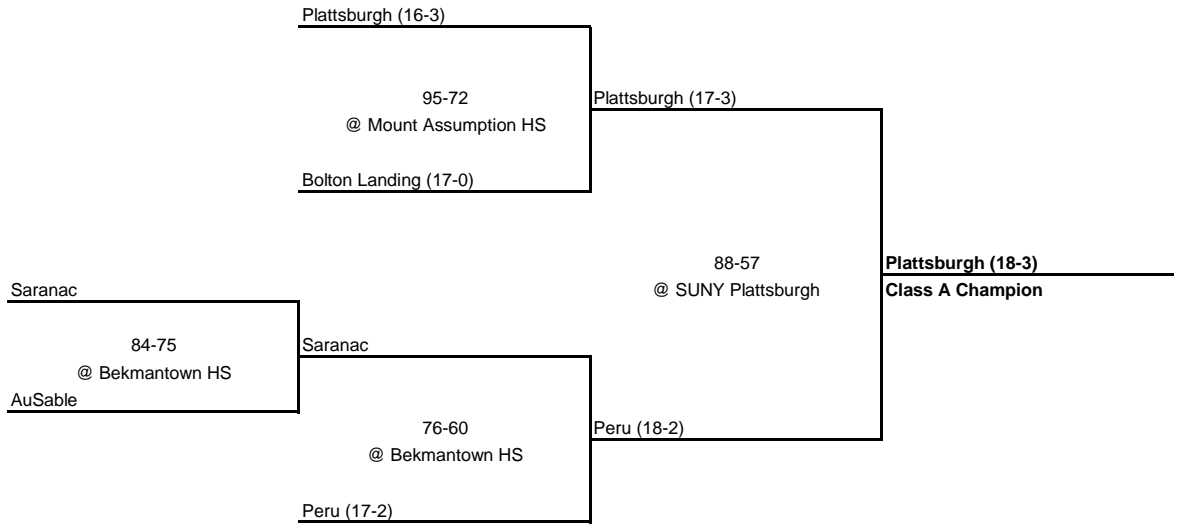 Plattsburgh (16-3)
95-72
@ Mount Assumption HS
Plattsburgh (17-3)
Bolton Landing (17-0)
88-57
@ SUNY Plattsburgh
Plattsburgh (18-3)
Class A Champion
Saranac
84-75
@ Bekmantown HS
Saranac
AuSable
76-60
@ Bekmantown HS
Peru (18-2)
Peru (17-2)